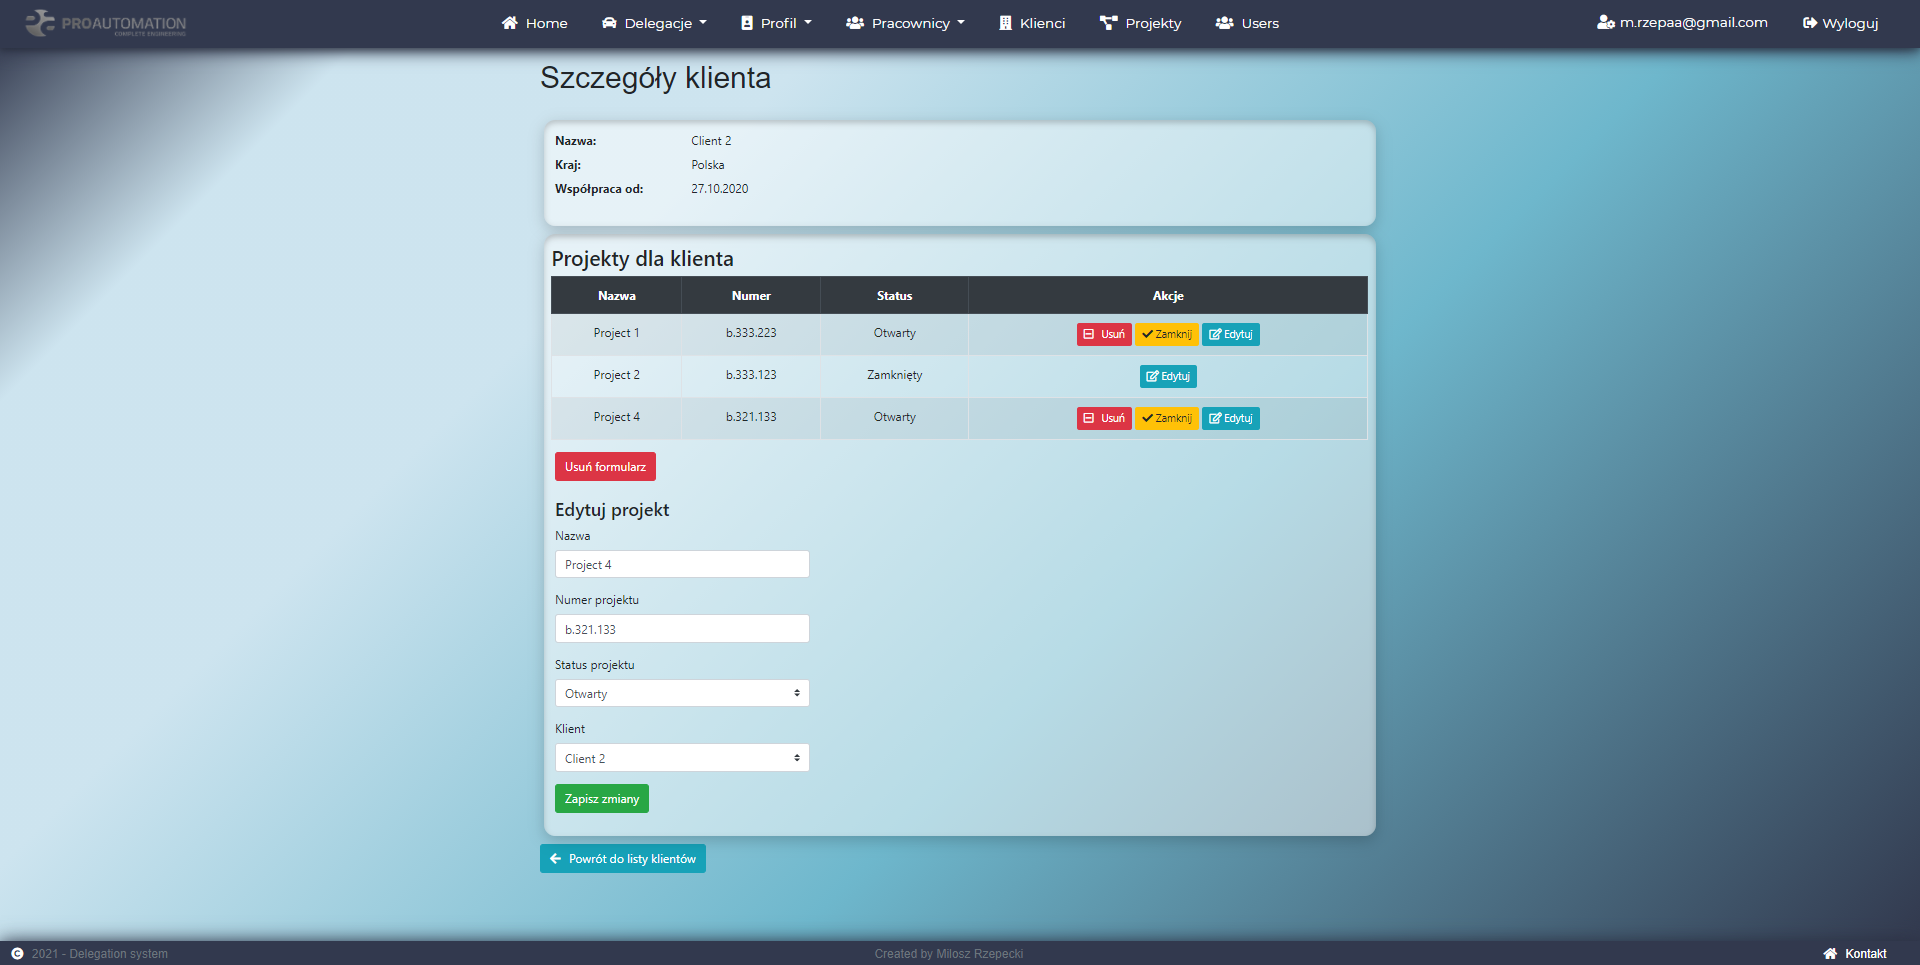 PROAUTOMATION
COMPLETE ENGINEERING
Home Delegacje Profil Pracownicy Klienci Projekty Users m.rzepaa@gmail.com Wyloguj
Szczegóły klienta
Nazwa: Client 2
Kraj: Polska
Współpraca od: 27.10.2020
Projekty dla klienta
Nazwa Numer Status Akcje
Project 1 b.333.223 Otwarty Usuń Zamknij Edytuj
Project 2 b.333.123 Zamknięty Edytuj
Project 4 b.321.133 Otwarty Usuń Zamknij Edytuj
Usuń formularz
Edytuj projekt
Nazwa
Project 4
Numer projektu
b.321.133
Status projektu
Otwarty
Klient
Client 2
Zapisz zmiany
Powrót do listy klientów
© 2021 - Delegation system Created by Milosz Rzepecki Kontakt